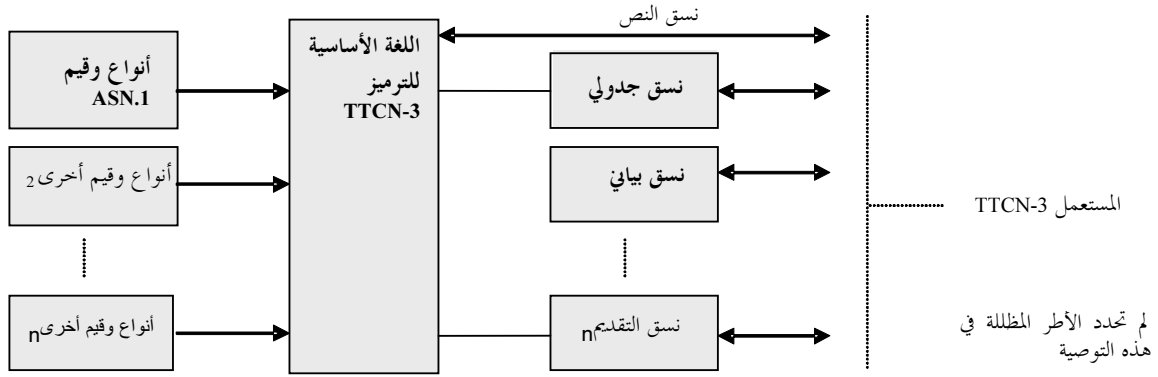 نسق النص
أنواع وقيم
ASN.1
اللغة الأساسية
للترميز
TTCN-3
نسق جدولي
أنواع وقيم أخرى2
نسق بياني
المستعمل TTCN-3
أنواع وقيم أخرىn
نسق التقديمn
لم تحدد الأطر المظللة في
هذه التوصية